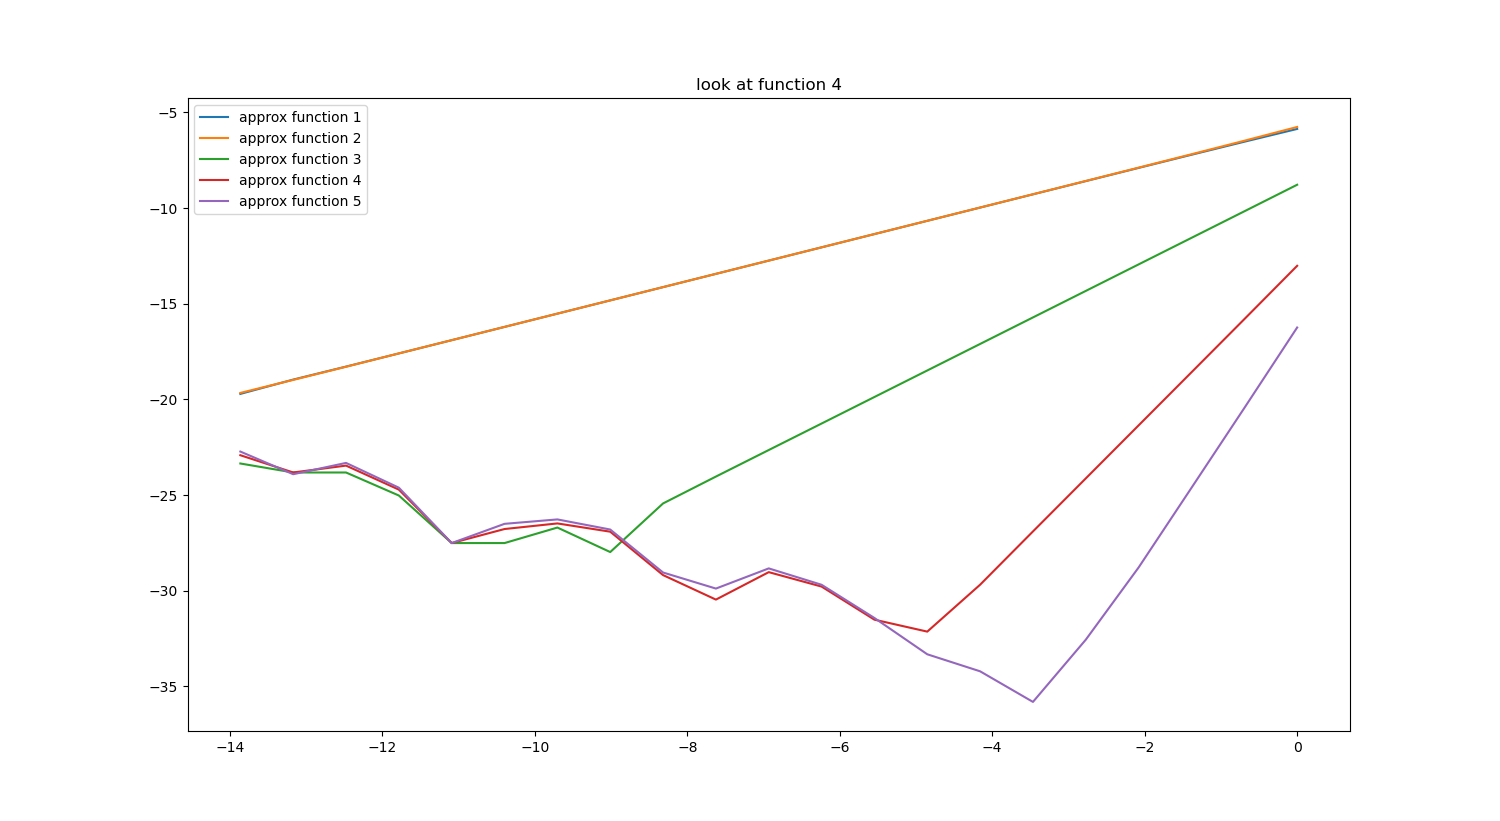 look at function 4
approx function 1
approx function 2
approx function 3
approx function 4
approx function 5
−5
−10
−15
−20
−25
−30
−35
−14 −12 −10 −8 −6 −4 −2 0